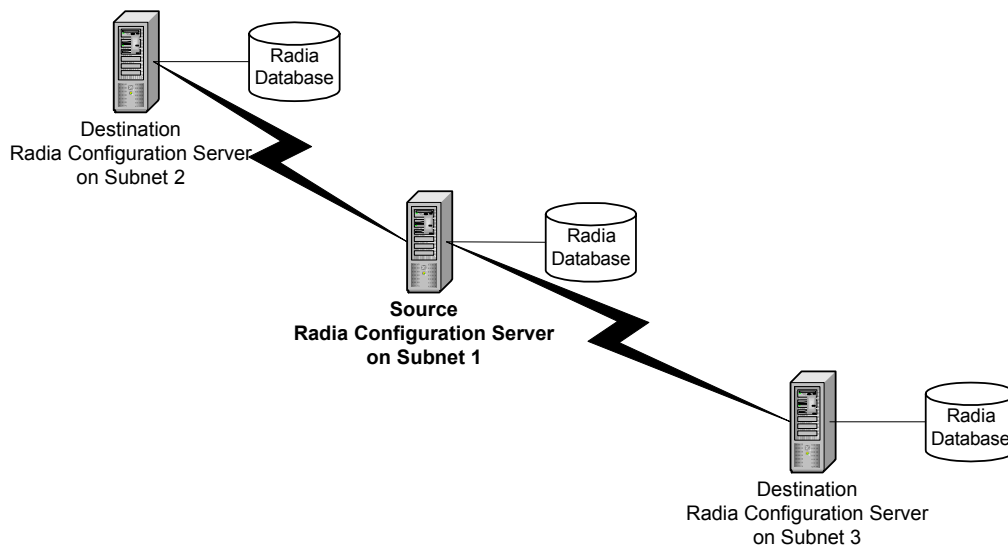 Radia
Database
Destination
Radia Configuration Server
on Subnet 2
Radia
Database
Source
Radia Configuration Server
on Subnet 1
Radia
Database
Destination
Radia Configuration Server
on Subnet 3